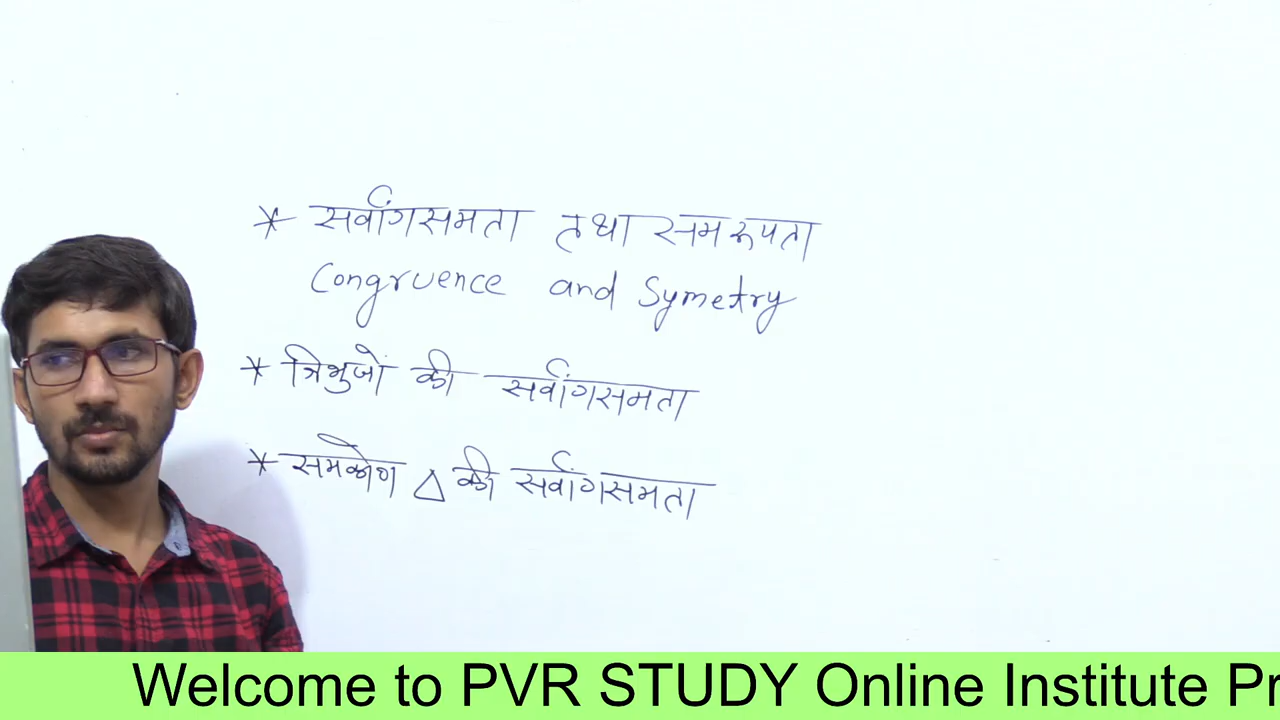 * सर्वांगसमता तथा समरूपता
Congruence and Symetry
* त्रिभुजों की सर्वांगसमता
* समकोण △ की सर्वांगसमता
Welcome to PVR STUDY Online Institute Pr